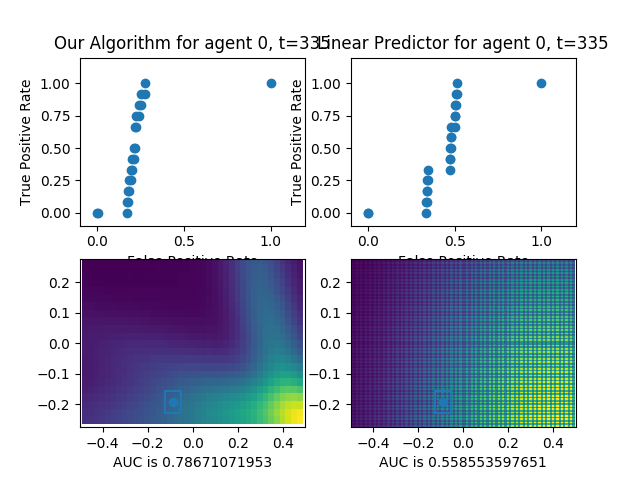 Our Algorithm for agent 0, t=335
Linear Predictor for agent 0, t=335
True Positive Rate
1.00
0.75
0.50
0.25
0.00
0.0 0.5 1.0
False Positive Rate
True Positive Rate
1.00
0.75
0.50
0.25
0.00
0.0 0.5 1.0
False Positive Rate
0.2
0.1
0.0
−0.1
−0.2
−0.4 −0.2 0.0 0.2 0.4
AUC is 0.78671071953
0.2
0.1
0.0
−0.1
−0.2
−0.4 −0.2 0.0 0.2 0.4
AUC is 0.558553597651